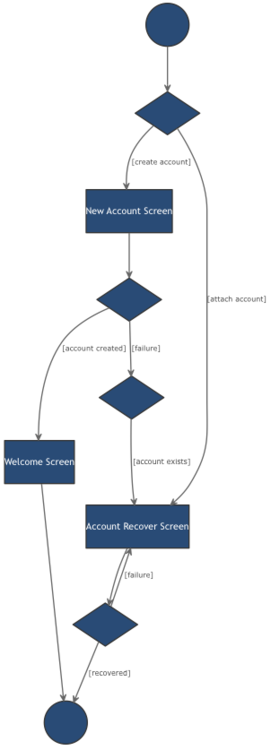 [create account]
New Account Screen
[attach account]
[account created]
[failure]
[account exists]
Welcome Screen
Account Recover Screen
[failure]
[recovered]